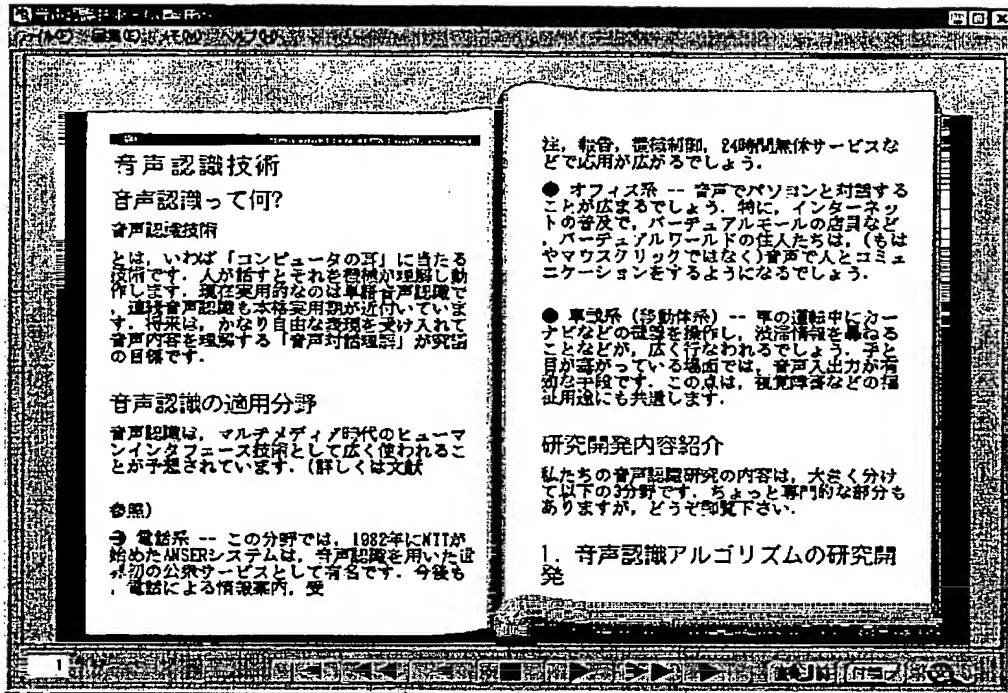 音声認識技術
音声認識って何?
音声認識技術
とは, いわば「コンピュータの耳」に当たる
技術です. 人が話すとそれを機械が理解し動
作します. 現在実用的なのは単語音声認識で
, 連続音声認識も本格実用期が近付いていま
す. 将来は, かなり自由な表現を受け入れて
音声内容を理解する「音声対話理解」が究極
の目標です.
音声認識の適用分野
音声認識は, マルチメディア時代のヒューマ
ンインタフェース技術として広く使われるこ
とが予想されています. (詳しくは文献
参照)
電話系 -- この分野では, 1982年にNTTが
始めたANSERシステムは, 音声認識を用いた世
界初の公衆サービスとして有名です. 今後も
, 電話による情報案内, 受
注, 報告, 機械制御, 24時間無休サービスな
どで応用が広がるでしょう.
● オフィス系 -- 音声でパソコンと対話する
ことが広まるでしょう. 特に, インターネッ
トの普及で, バーチュアルモールの店員など
, バーチュアルワールドの住人たちは, (もは
やマウスクリックではなく)音声で人とコミュ
ニケーションをするようになるでしょう.
● 車載系 (移動体系) -- 車の運転中にカー
ナビなどの機器を操作し, 渋滞情報を尋ねる
ことなどが, 広く行なわれるでしょう. 手と
目が塞がっている場面では, 音声入出力が有
効な手段です. この点は, 視覚障害などの福
祉用途にも共通します.
研究開発内容紹介
私たちの音声認識研究の内容は, 大きく分け
て以下の3分野です. ちょっと専門的な部分も
ありますが, どうぞ御覧下さい.
1. 音声認識アルゴリズムの研究開
発
1